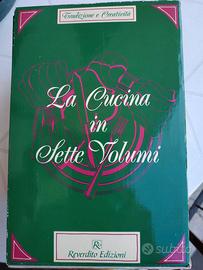 Tradizione e Creatività
La Cucina
in
Sette Volumi
R
Reverdito Edizioni
subito